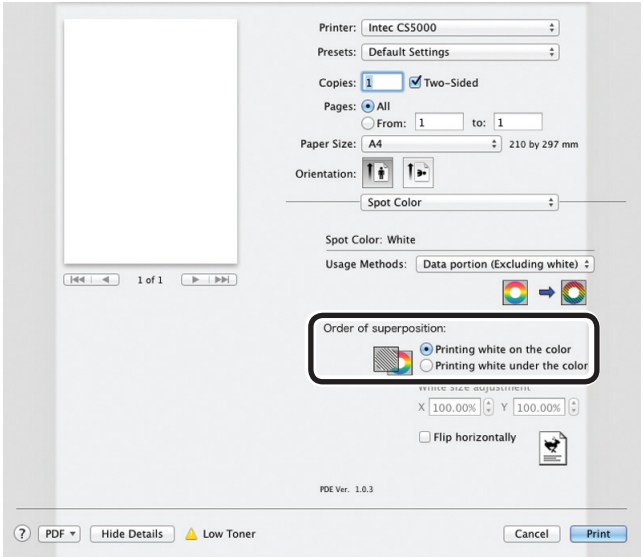 Printer: Intec CS5000
Presets: Default Settings
Copies: 1 Two-Sided
Pages: All
From: 1 to: 1
Paper Size: A4 210 by 297 mm
Orientation:
Spot Color
Spot Color: White
Usage Methods: Data portion (Excluding white)
1 of 1
Order of superposition:
Printing white on the color
Printing white under the color
White size adjustment
X 100.00% Y 100.00%
Flip horizontally
PDE Ver. 1.0.3
? PDF Hide Details Low Toner Cancel Print